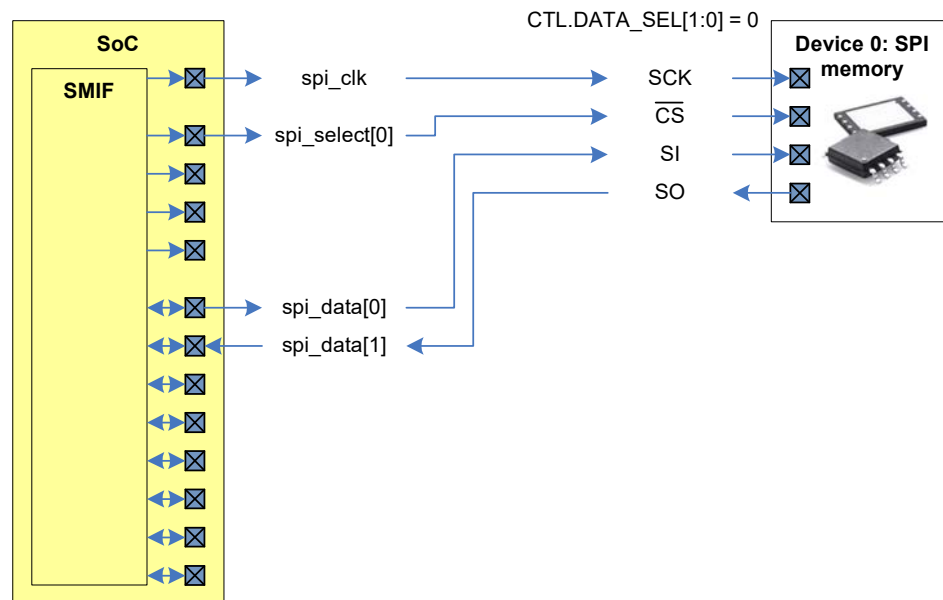 CTL.DATA_SEL[1:0] = 0
SoC
SMIF
Device 0: SPI
memory
spi_clk
SCK
spi_select[0]
CS
SI
SO
spi_data[0]
spi_data[1]